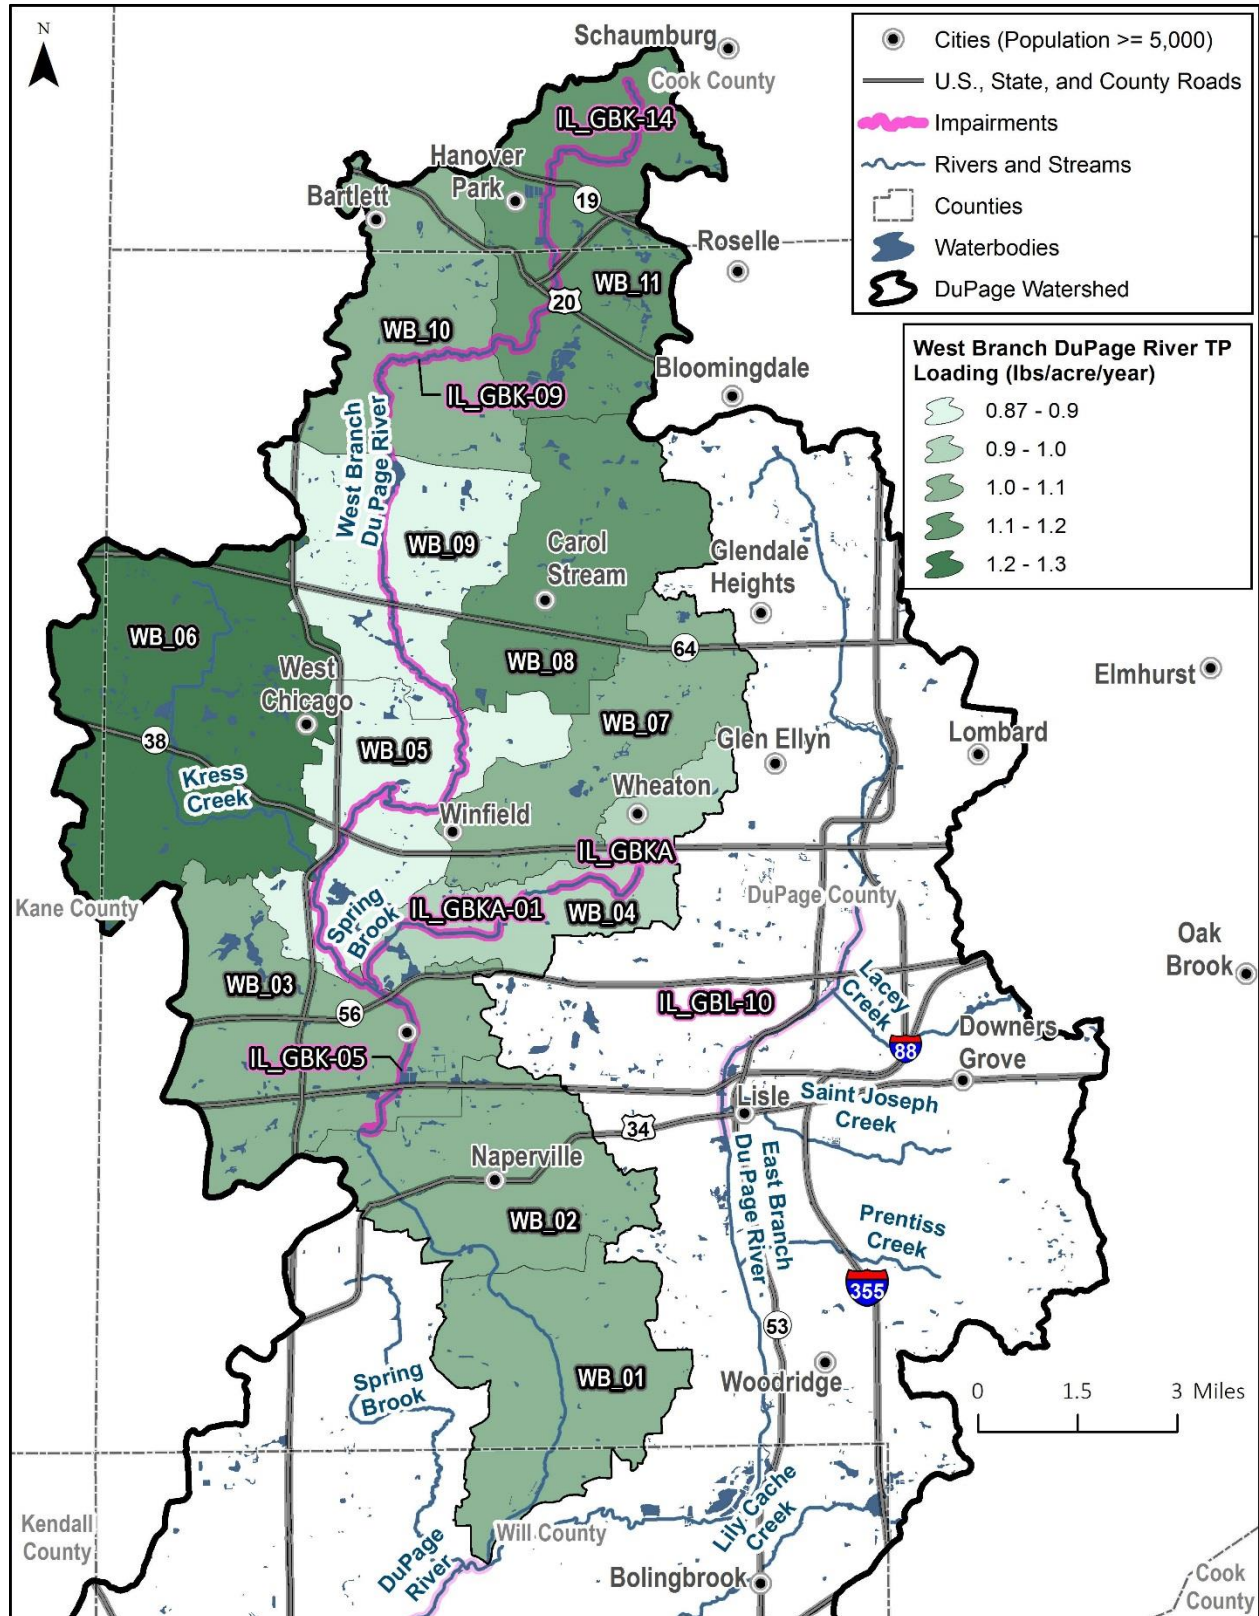 N
Schaumburg
Cook County
IL_GBK-14
Hanover
Park
Bartlett
19
Roselle
WB_11
20
WB_10
Bloomingdale
IL_GBK-09
West Branch
Du Page River
WB_09
Carol
Stream
Glendale
Heights
WB_06
64
WB_08
West
Chicago
Elmhurst
WB_07
38
WB_05
Glen Ellyn
Lombard
Kress
Creek
Wheaton
Winfield
IL_GBKA
DuPage County
Kane County
IL_GBKA-01
WB_04
Spring
Brook
Oak
Brook
WB_03
Lacey
Creek
IL_GBL-10
56
Downers
Grove
88
IL_GBK-05
Lisle
Saint Joseph
Creek
34
East Branch
Du Page River
Naperville
WB_02
Prentiss
Creek
355
53
WB_01
Woodridge
Spring
Brook
0 1.5 3 Miles
Lily Cache
Creek
Kendall
County
Will County
DuPage
River
Bolingbrook
Cook
County
Cities (Population >= 5,000)
U.S., State, and County Roads
Impairments
Rivers and Streams
Counties
Waterbodies
DuPage Watershed
West Branch DuPage River TP
Loading (lbs/acre/year)
0.87 - 0.9
0.9 - 1.0
1.0 - 1.1
1.1 - 1.2
1.2 - 1.3